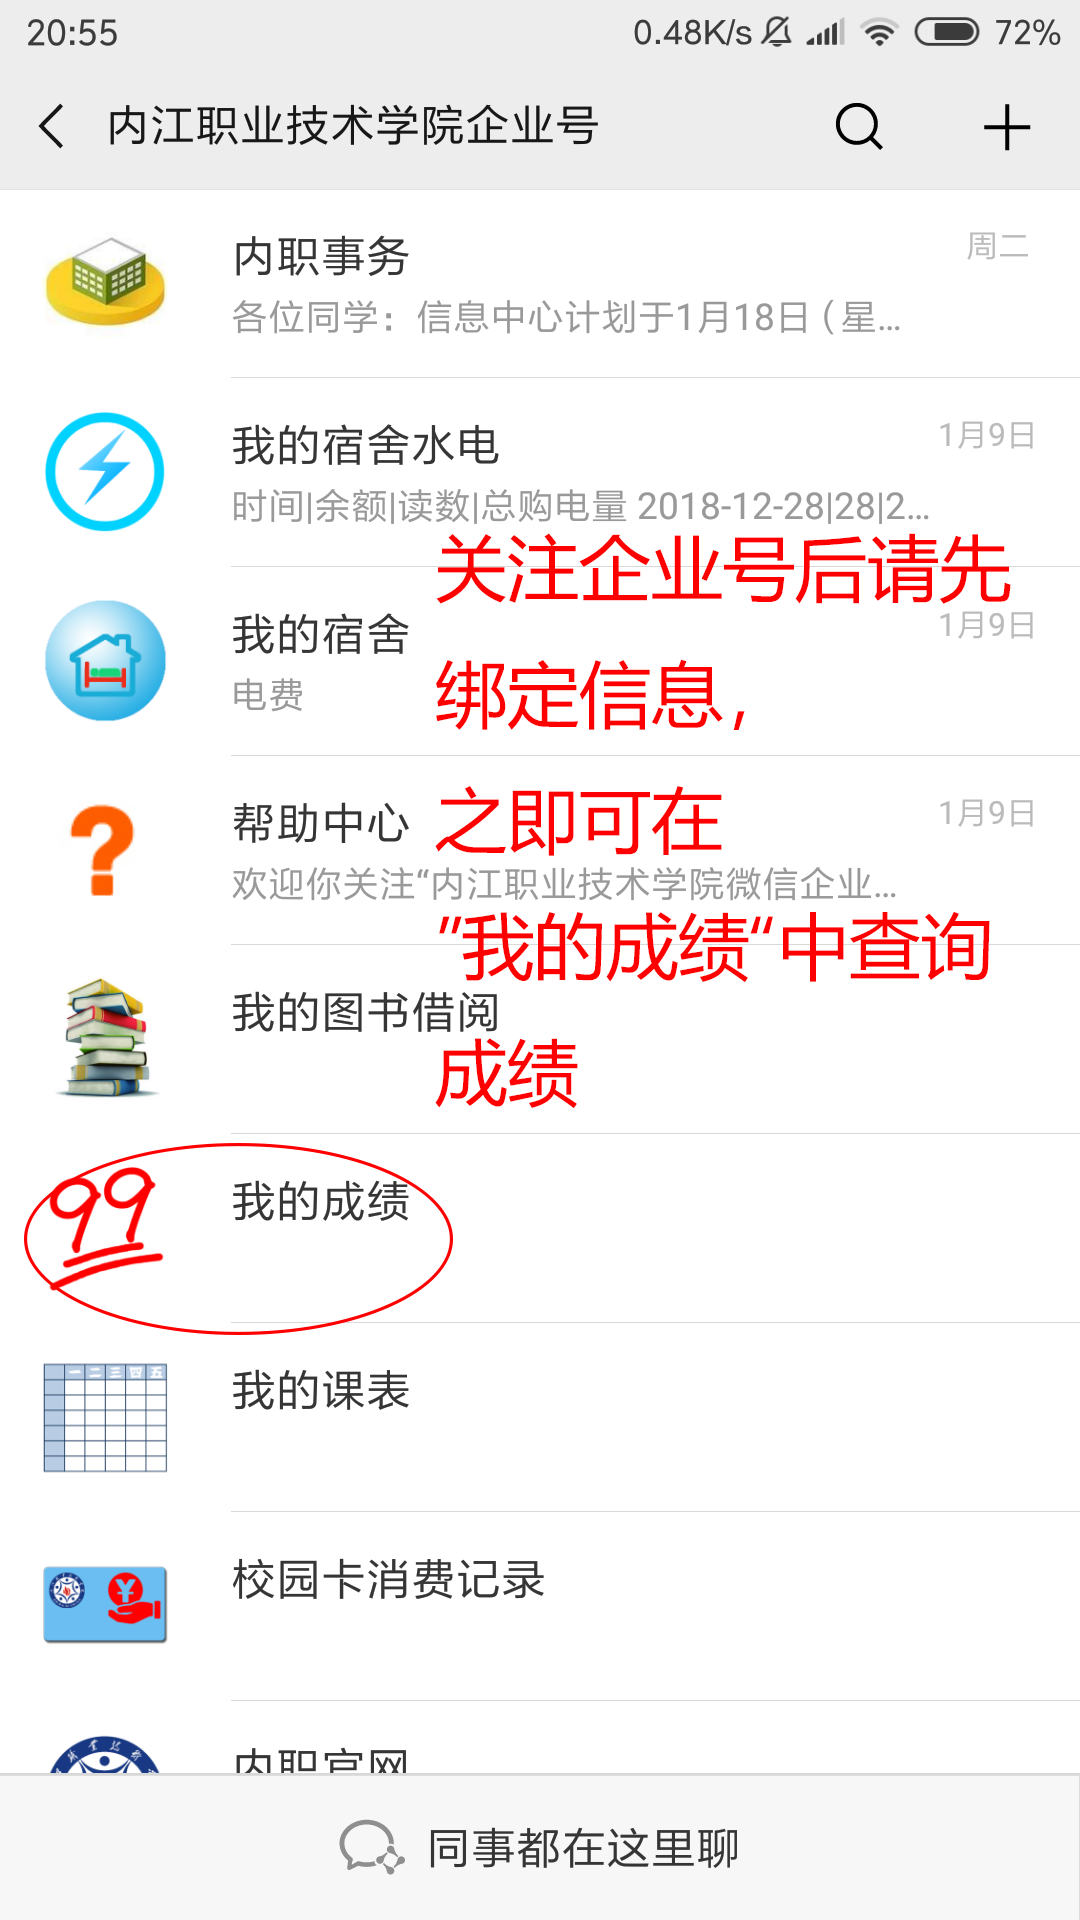 20:55
0.48K/s
72%
内江职业技术学院企业号
内职事务
周二
各位同学：信息中心计划于1月18日（星...
我的宿舍水电
1月9日
时间|余额|读数|总购电量 2018-12-28|28|2...
关注企业号后请先
我的宿舍
1月9日
电费
绑定信息，
帮助中心
之即可在
1月9日
欢迎你关注“内江职业技术学院微信企业...
”我的成绩“中查询
我的图书借阅
成绩
99
我的成绩
一 二 三 四 五
我的课表
¥
校园卡消费记录
内职官网
同事都在这里聊